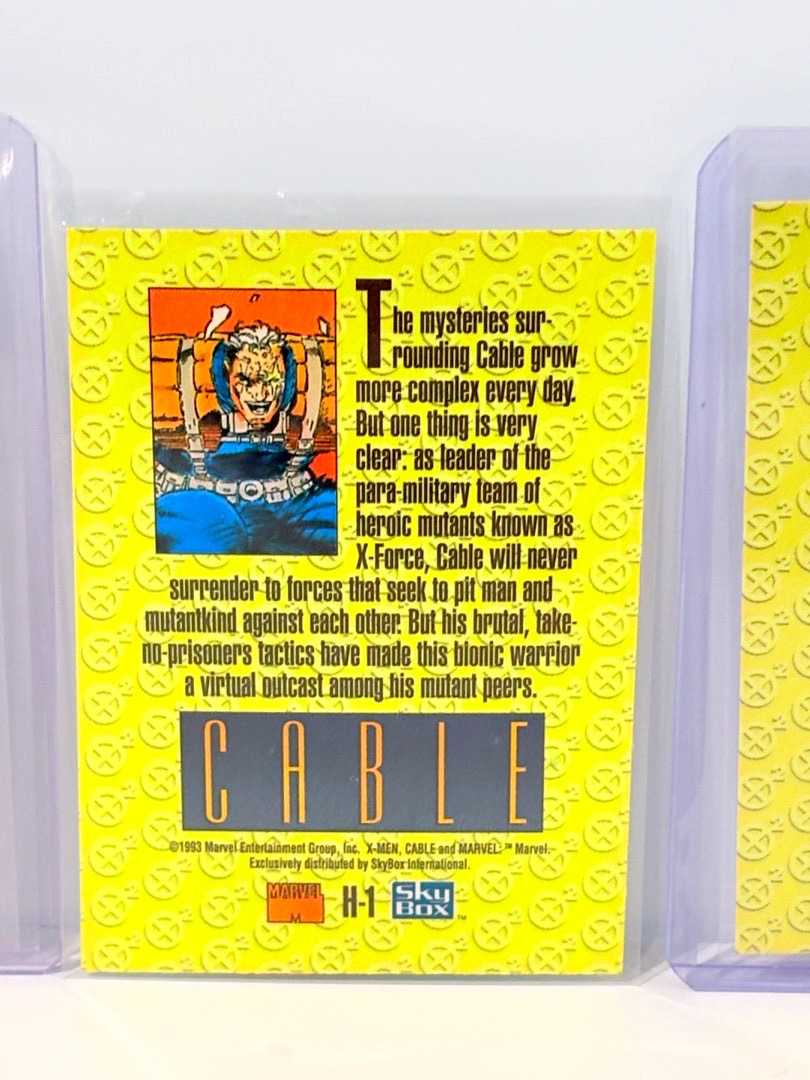 The mysteries sur-
rounding Cable grow
more complex every day.
But one thing is very
clear: as leader of the
para-military team of
heroic mutants known as
X-Force, Cable will never
surrender to forces that seek to pit man and
mutantkind against each other. But his brutal, take-
no-prisoners tactics have made this bionic warrior
a virtual outcast among his mutant peers.
CABLE
©1993 Marvel Entertainment Group, Inc. X-MEN, CABLE and MARVEL: ™ Marvel.
Exclusively distributed by SkyBox International.
MARVEL M H-1 SkyBox ™